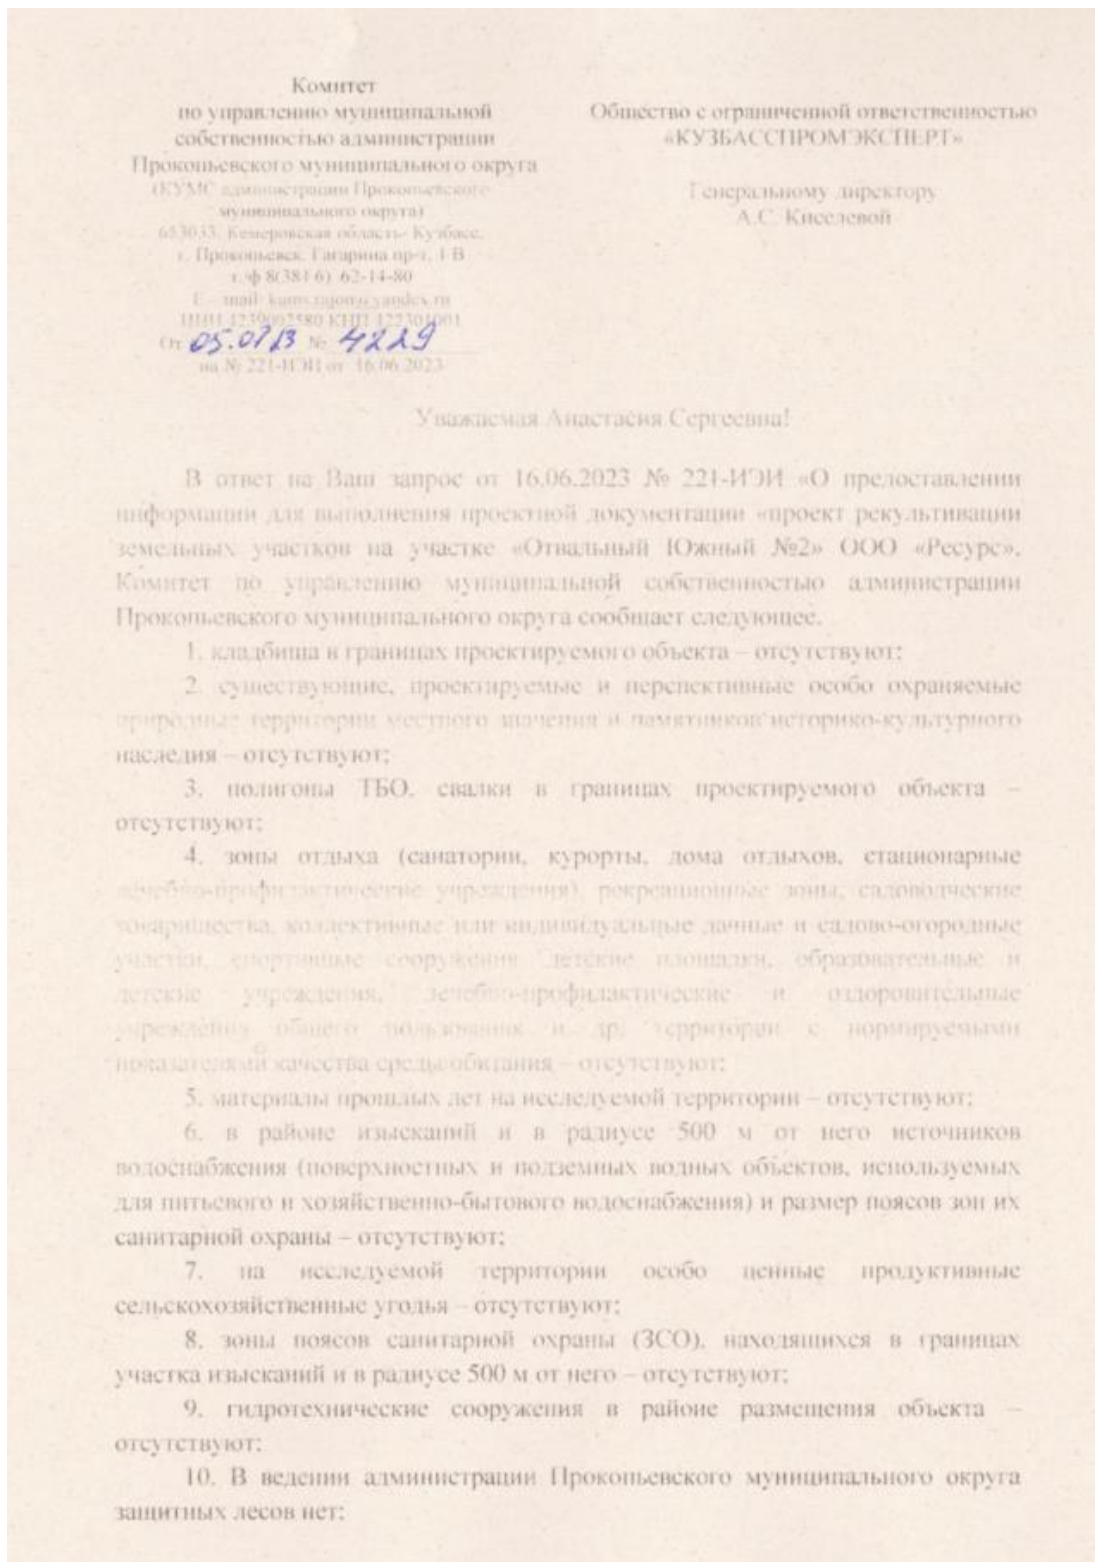 Комитет
по управлению муниципальной
собственностью администрации
Прокопьевского муниципального округа
(КУМС администрации Прокопьевского
муниципального округа)
653033, Кемеровская область- Кузбасс,
г. Прокопьевск, Гагарина пр-т, 1 В
т.ф 8(384 6) 62-14-80
E – mail: kums.rajon@yandex.ru
ИНН КПП
От 05.07.23 № 4229
на № 221-ИЭИ от 16.06.2023
Общество с ограниченной ответственностью
«КУЗБАССПРОМЭКСПЕРТ»
Генеральному директору
А.С. Киселевой
Уважаемая Анастасия Сергеевна!
В ответ на Ваш запрос от 16.06.2023 № 221-ИЭИ «О предоставлении
информации для выполнения проектной документации «проект рекультивации
земельных участков на участке «Отвальный Южный №2» ООО «Ресурс»,
Комитет по управлению муниципальной собственностью администрации
Прокопьевского муниципального округа сообщает следующее.
1. кладбища в границах проектируемого объекта – отсутствуют;
2. существующие, проектируемые и перспективные особо охраняемые
природные территории местного значения и памятников историко-культурного
наследия – отсутствуют;
3. полигоны ТБО, свалки в границах проектируемого объекта –
отсутствуют;
4. зоны отдыха (санатории, курорты, дома отдыхов, стационарные
лечебно-профилактические учреждения), рекреационные зоны, садоводческие
товарищества, коллективные или индивидуальные дачные и садово-огородные
участки, спортивные сооружения, детские площадки, образовательные и
детские учреждения, лечебно-профилактические и оздоровительные
учреждения общего пользования и др. территории с нормируемыми
показателями качества среды обитания – отсутствуют;
5. материалы прошлых лет на исследуемой территории – отсутствуют;
6. в районе изысканий и в радиусе 500 м от него источников
водоснабжения (поверхностных и подземных водных объектов, используемых
для питьевого и хозяйственно-бытового водоснабжения) и размер поясов зон их
санитарной охраны – отсутствуют;
7. на исследуемой территории особо ценные продуктивные
сельскохозяйственные угодья – отсутствуют;
8. зоны поясов санитарной охраны (ЗСО), находящихся в границах
участка изысканий и в радиусе 500 м от него – отсутствуют;
9. гидротехнические сооружения в районе размещения объекта –
отсутствуют;
10. В ведении администрации Прокопьевского муниципального округа
защитных лесов нет;